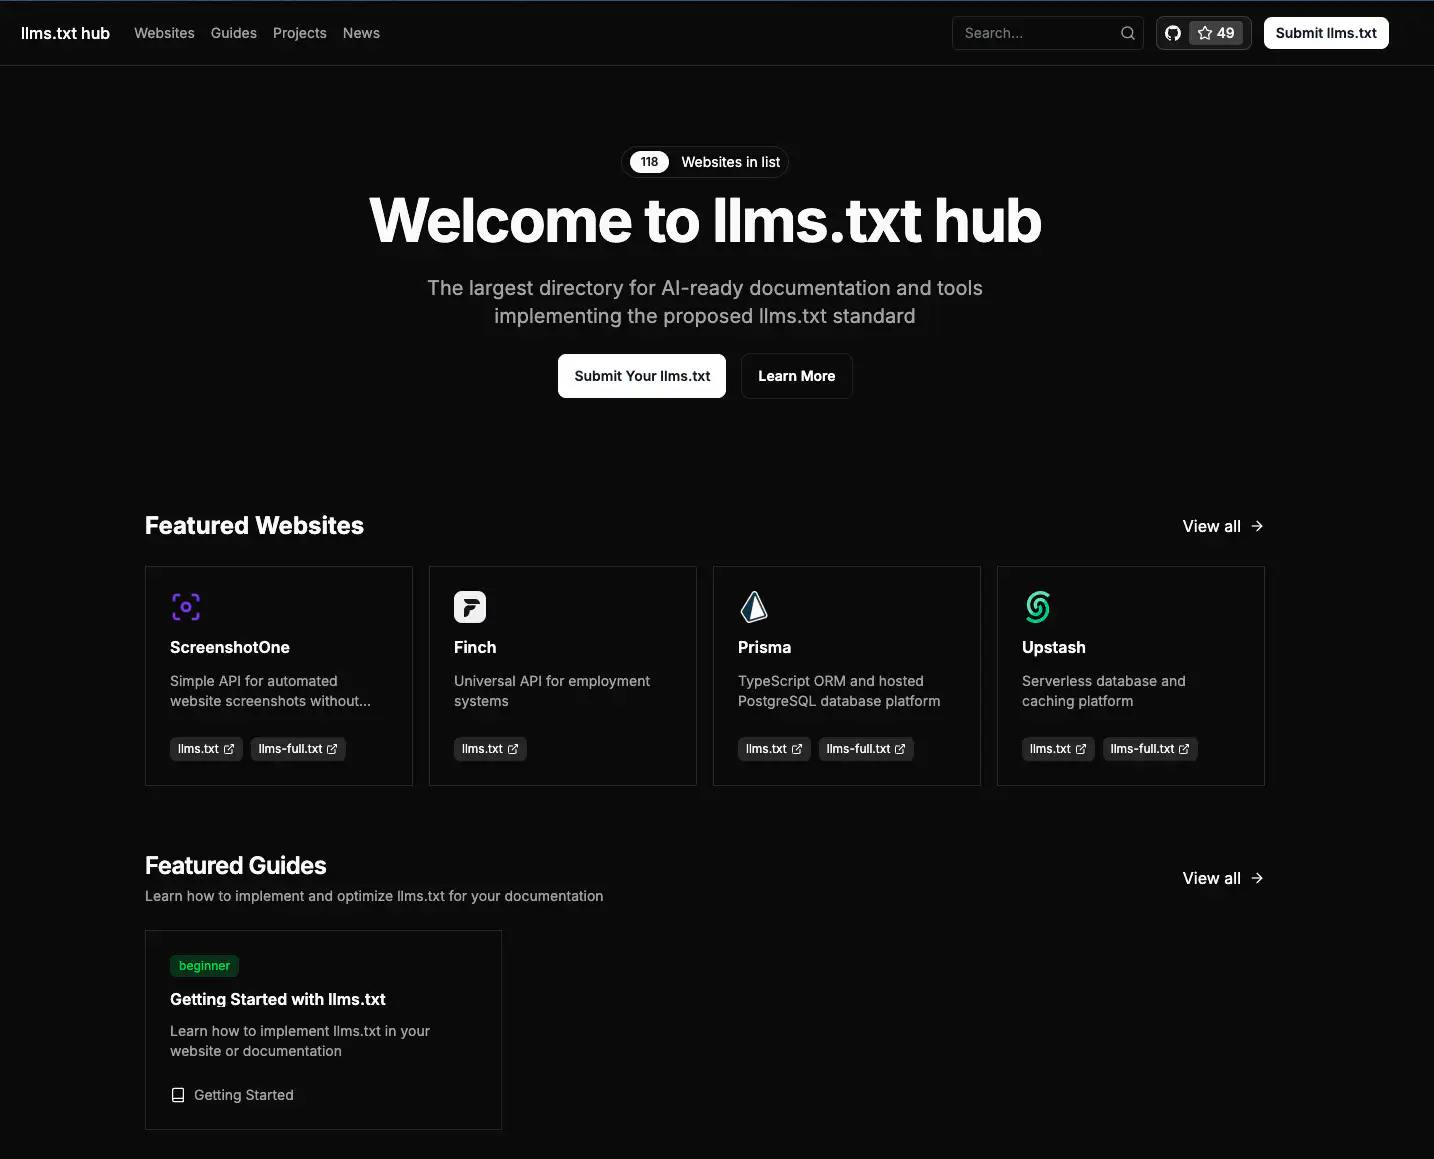 llms.txt hub
Websites
Guides
Projects
News
Search...
49
Submit llms.txt
118
Websites in list
Welcome to llms.txt hub
The largest directory for AI-ready documentation and tools
implementing the proposed llms.txt standard
Submit Your llms.txt
Learn More
Featured Websites
View all
ScreenshotOne
Simple API for automated
website screenshots without...
llms.txt
llms-full.txt
Finch
Universal API for employment
systems
llms.txt
Prisma
TypeScript ORM and hosted
PostgreSQL database platform
llms.txt
llms-full.txt
Upstash
Serverless database and
caching platform
llms.txt
llms-full.txt
Featured Guides
Learn how to implement and optimize llms.txt for your documentation
View all
beginner
Getting Started with llms.txt
Learn how to implement llms.txt in your
website or documentation
Getting Started